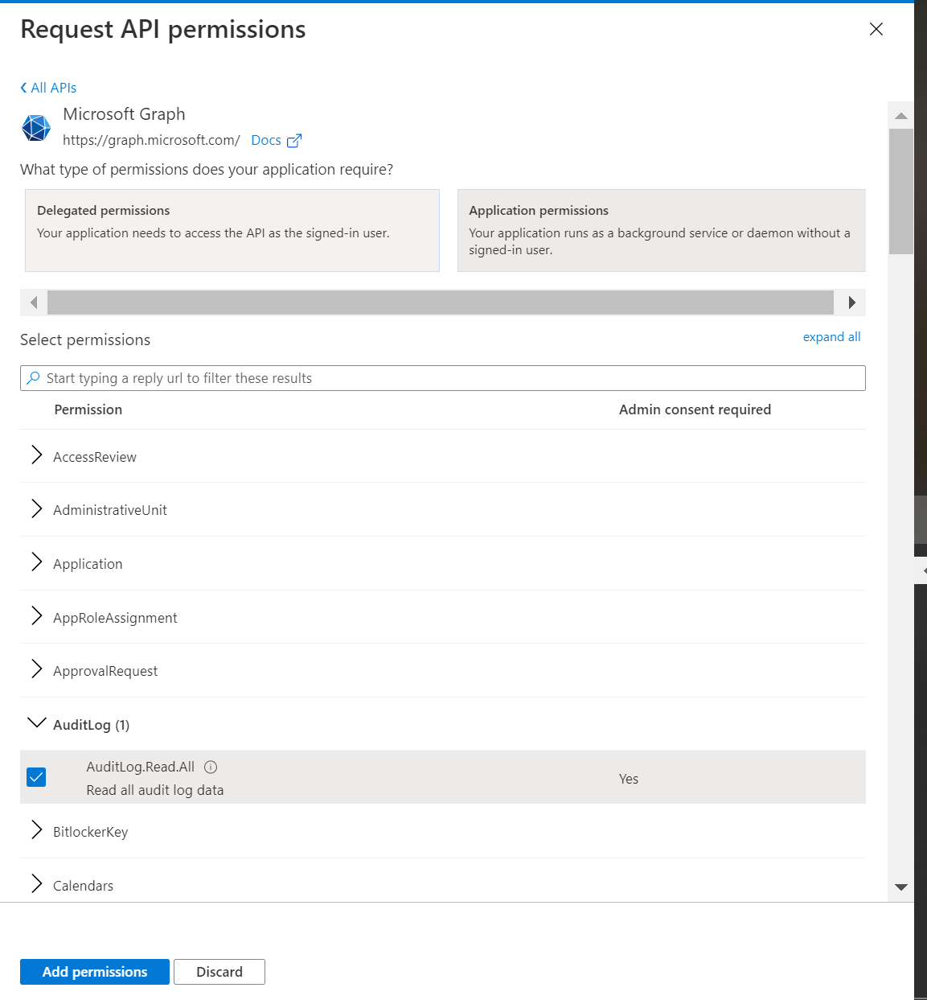 Request API permissions
All APIs
Microsoft Graph
https://graph.microsoft.com/ Docs
What type of permissions does your application require?
Delegated permissions
Your application needs to access the API as the signed-in user.
Application permissions
Your application runs as a background service or daemon without a
signed-in user.
Select permissions
expand all
Start typing a reply url to filter these results
Permission
Admin consent required
AccessReview
AdministrativeUnit
Application
AppRoleAssignment
ApprovalRequest
AuditLog (1)
AuditLog.Read.All
Read all audit log data
Yes
BitlockerKey
Calendars
Add permissions
Discard